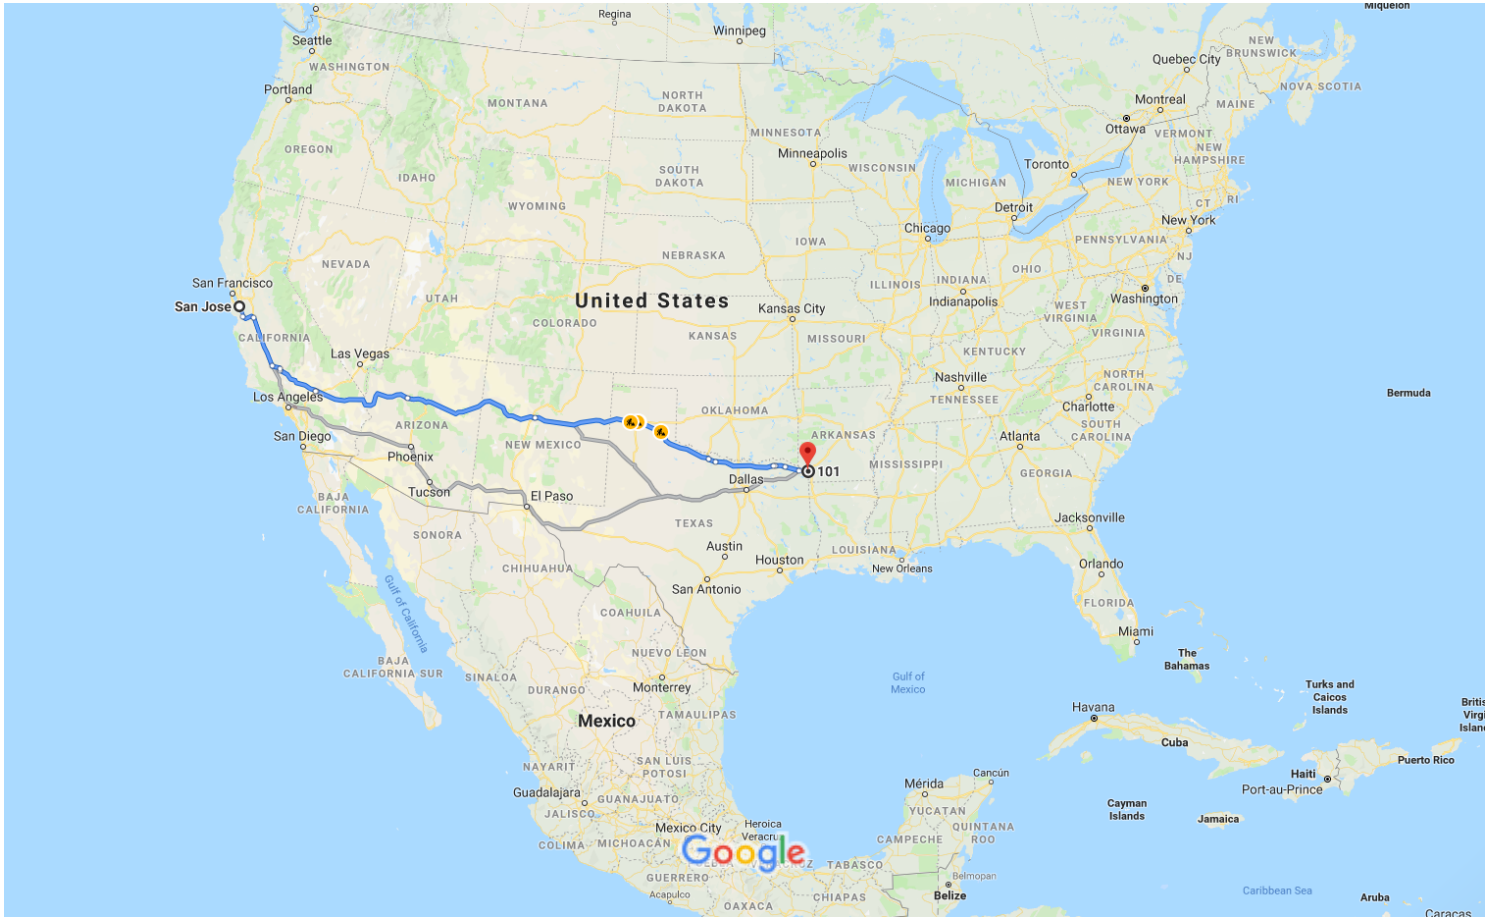 Miquelon
Regina
Winnipeg
Seattle
WASHINGTON
NEW
BRUNSWICK
Quebec City
Portland
MONTANA
NORTH
DAKOTA
Montreal
MAINE
NOVA SCOTIA
Ottawa
VERMONT
MINNESOTA
OREGON
Minneapolis
WISCONSIN
NEW
HAMPSHIRE
Toronto
IDAHO
SOUTH
DAKOTA
MICHIGAN
NEW YORK
WYOMING
CT
RI
Detroit
New York
Chicago
IOWA
PENNSYLVANIA
NEBRASKA
NJ
NEVADA
OHIO
DE
San Francisco
INDIANA
ILLINOIS
UTAH
United States
Indianapolis
Washington
San Jose
Kansas City
WEST
VIRGINIA
COLORADO
KANSAS
MISSOURI
VIRGINIA
CALIFORNIA
Las Vegas
KENTUCKY
Nashville
NORTH
CAROLINA
Bermuda
Los Angeles
TENNESSEE
Charlotte
OKLAHOMA
ARIZONA
ARKANSAS
SOUTH
CAROLINA
San Diego
NEW MEXICO
Atlanta
Phoenix
MISSISSIPPI
101
GEORGIA
Dallas
Tucson
El Paso
BAJA
CALIFORNIA
Jacksonville
TEXAS
SONORA
Austin
LOUISIANA
Houston
New Orleans
CHIHUAHUA
Orlando
San Antonio
Gulf of California
FLORIDA
COAHUILA
Miami
NUEVO LEON
The
Bahamas
BAJA
CALIFORNIA SUR
SINALOA
Gulf of
Mexico
DURANGO
Monterrey
Turks and
Caicos
Islands
Britis
Virgi
Islan
Havana
TAMAULIPAS
Mexico
Cuba
NAYARIT
SAN LUIS
POTOSI
Puerto Rico
Haiti
Cancún
Mérida
Port-au-Prince
Guadalajara
GUANAJUATO
Cayman
Islands
YUCATAN
JALISCO
Jamaica
Mexico City
Heroica
Veracruz
QUINTANA
ROO
CAMPECHE
COLIMA
MICHOACÁN
Google
TABASCO
GUERRERO
Belmopan
Acapulco
Belize
Caribbean Sea
CHIAPAS
Aruba
OAXACA
Caracas